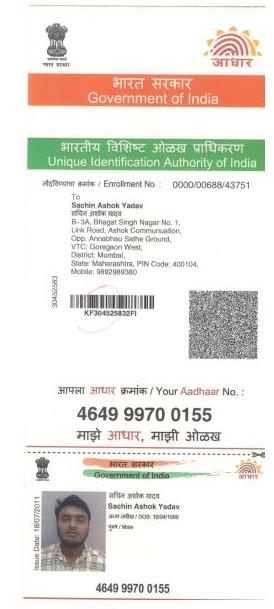 भारत सरकार
आधार
भारत सरकार
Government of India
भारतीय विशिष्ट ओळख प्राधिकरण
Unique Identification Authority of India
नोंदविण्याचा क्रमांक / Enrollment No. : 0000/00688/43751
To
Sachin Ashok Yadav
सचिन अशोक यादव
B- 3A, Bhagat Singh Nagar No. 1,
Link Road, Ashok Communuation,
Opp. Annabhau Sathe Ground,
VTC: Goregaon West,
District: Mumbai,
State: Maharashtra, PIN Code: 400104,
Mobile: 9892989380
304525583
KF304525832FI
आपला आधार क्रमांक / Your Aadhaar No. :
4649 9970 0155
माझे आधार, माझी ओळख
भारत सरकार
Government of India
आधार
Issue Date: 18/07/2011
सचिन अशोक यादव
Sachin Ashok Yadav
जन्म तारीख / DOB: 10/04/1999
पुरुष / Male
4649 9970 0155